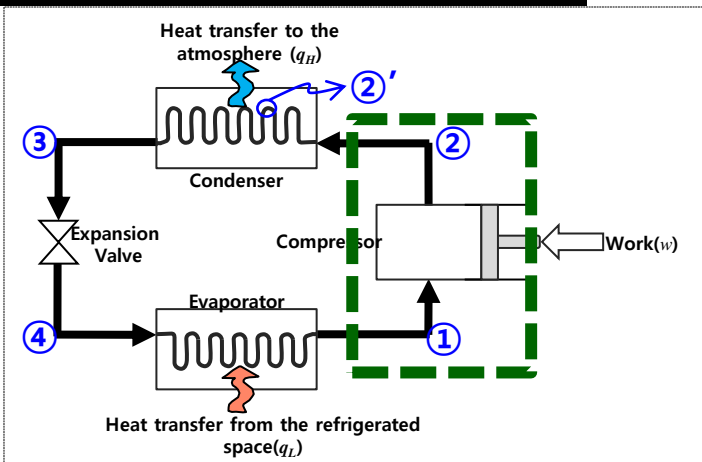 Heat transfer to the
atmosphere (qH)
②′
③
②
Condenser
Expansion
Valve
Compressor
Work(w)
Evaporator
④
①
Heat transfer from the refrigerated
space(qL)